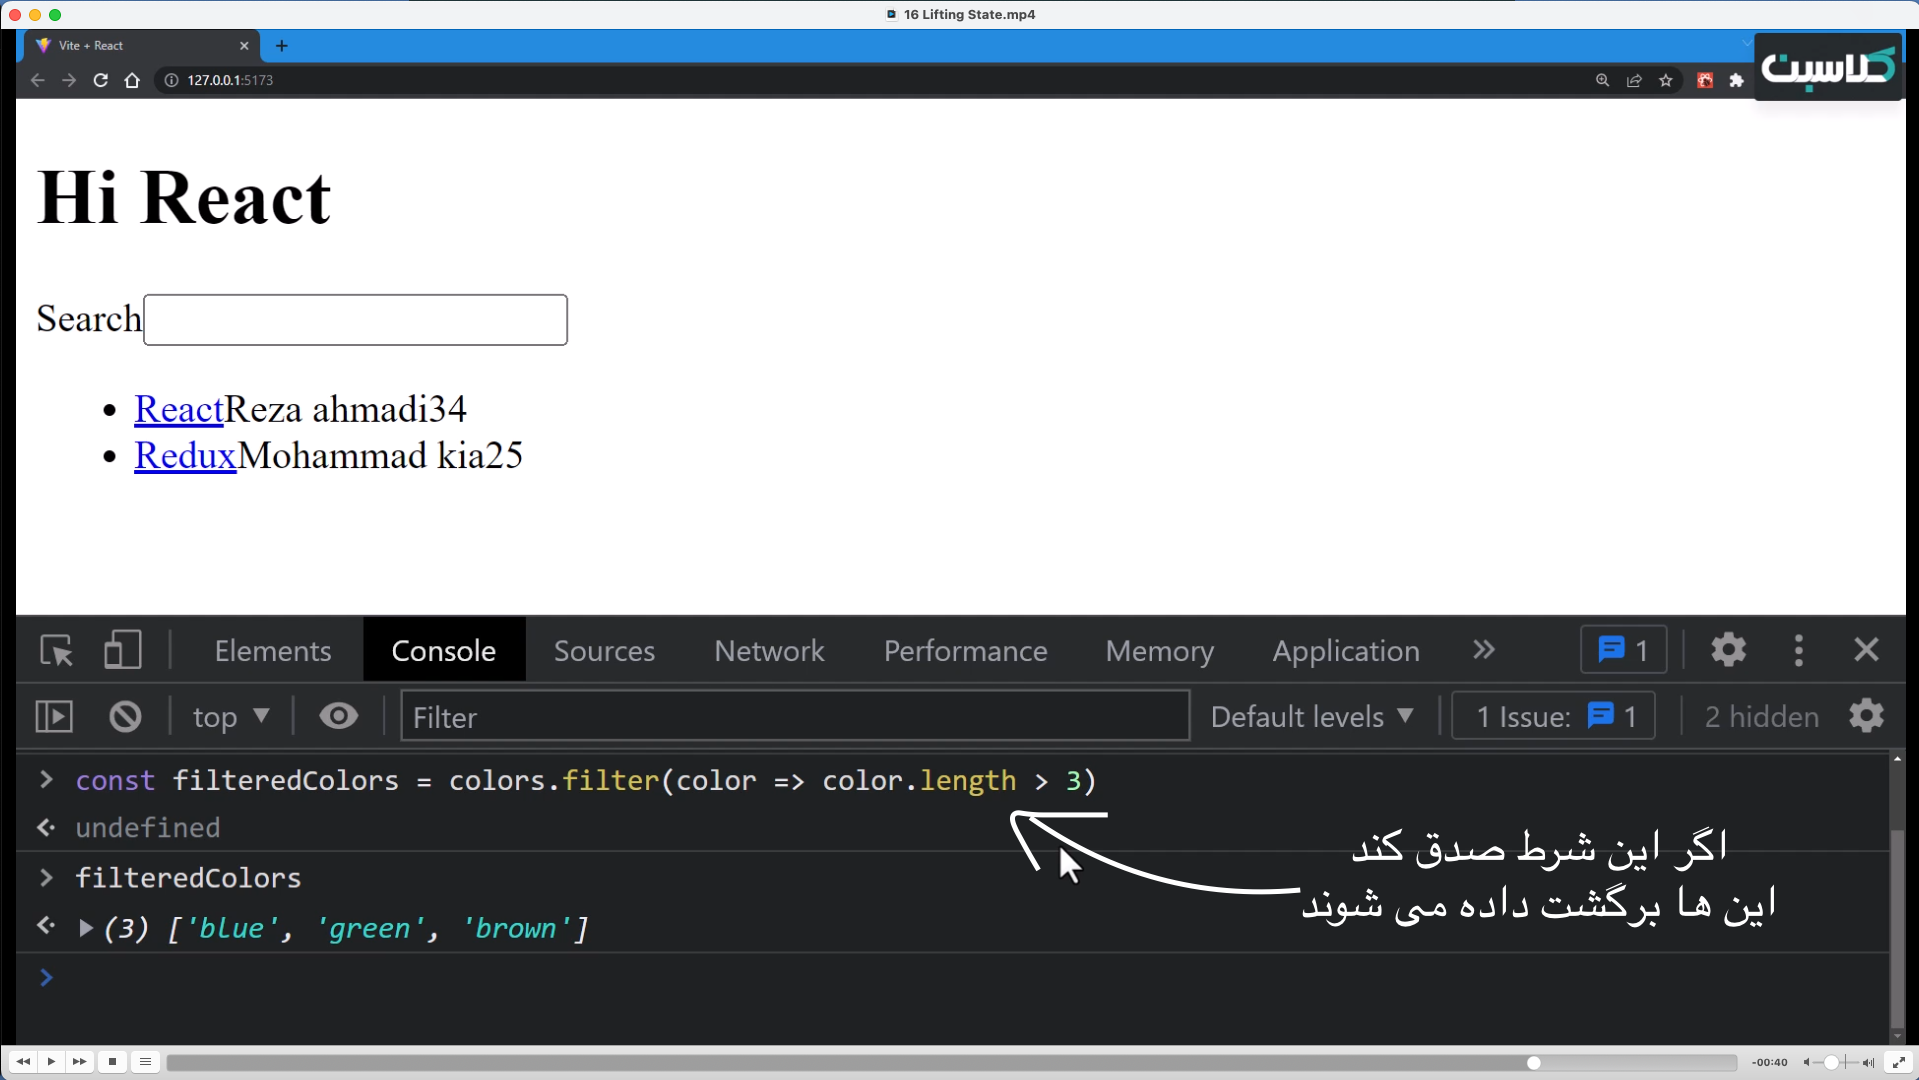 16 Lifting State.mp4
Vite + React
127.0.0.1:5173
کلاسبن
Hi React
Search
ReactReza ahmadi34
ReduxMohammad kia25
Elements Console Sources Network Performance Memory Application 1
top Filter Default levels 1 Issue: 1 2 hidden
const filteredColors = colors.filter(color => color.length > 3)
undefined
filteredColors
(3) ['blue', 'green', 'brown']
اگر این شرط صدق کند
این ها برگشت داده می شوند
-00:40